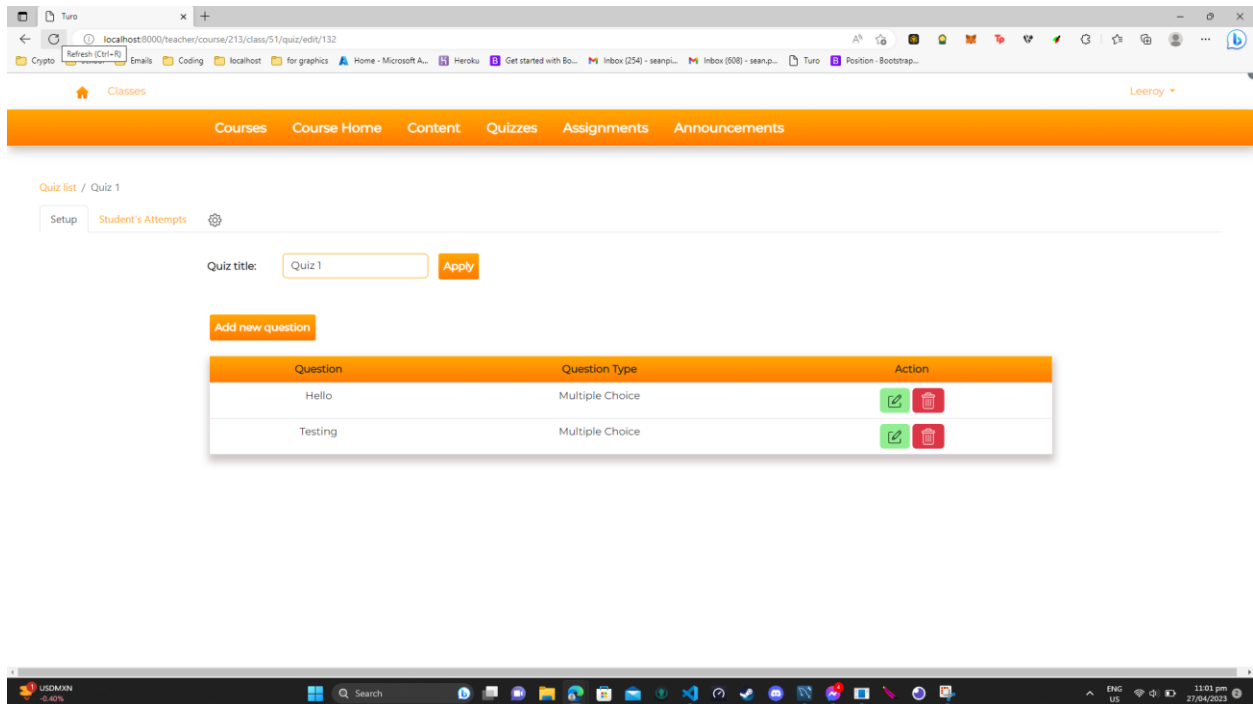 Turo
localhost:8000/teacher/course/213/class/51/quiz/edit/132
Refresh (Ctrl+R)
Crypto Emails Coding localhost for graphics Home - Microsoft A... Heroku Get started with Bo... Inbox (254) - seanpi... Inbox (608) - sean.p... Turo Position · Bootstrap...
Classes Leeroy
Courses Course Home Content Quizzes Assignments Announcements
Quiz list / Quiz 1
Setup Student's Attempts
Quiz title: Quiz 1 Apply
Add new question
Question Question Type Action
Hello Multiple Choice
Testing Multiple Choice
USDMXN
-0.40%
Search
ENG
US
11:01 pm
27/04/2023